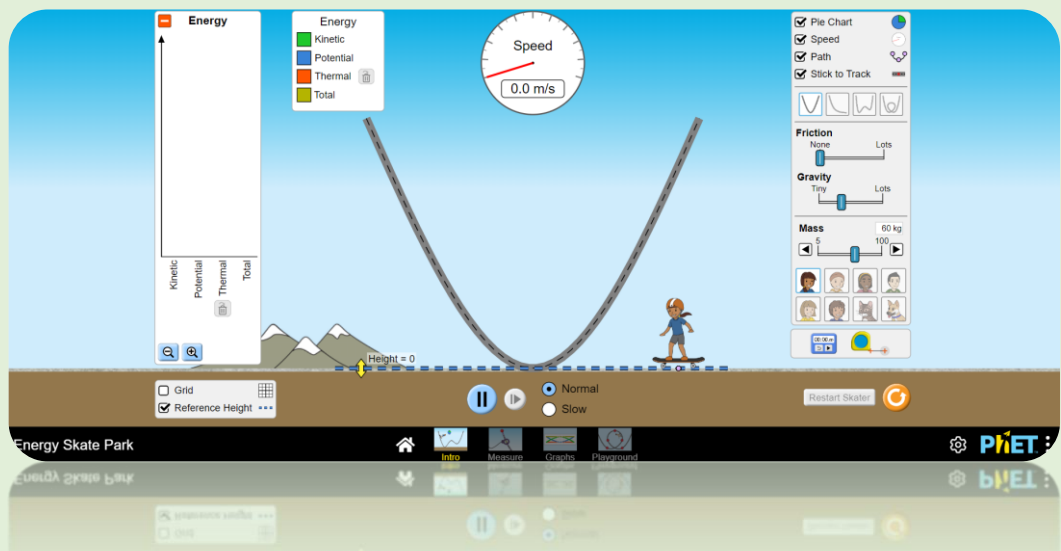 Energy
Kinetic
Potential
Thermal
Total
Energy
Kinetic
Potential
Thermal
Total
Speed
0.0 m/s
Pie Chart
Speed
Path
Stick to Track
Friction
None Lots
Gravity
Tiny Lots
Mass 60 kg
5 100
Height = 0
Grid
Reference Height
Normal
Slow
Restart Skater
Energy Skate Park
Intro Measure Graphs Playground
PhET